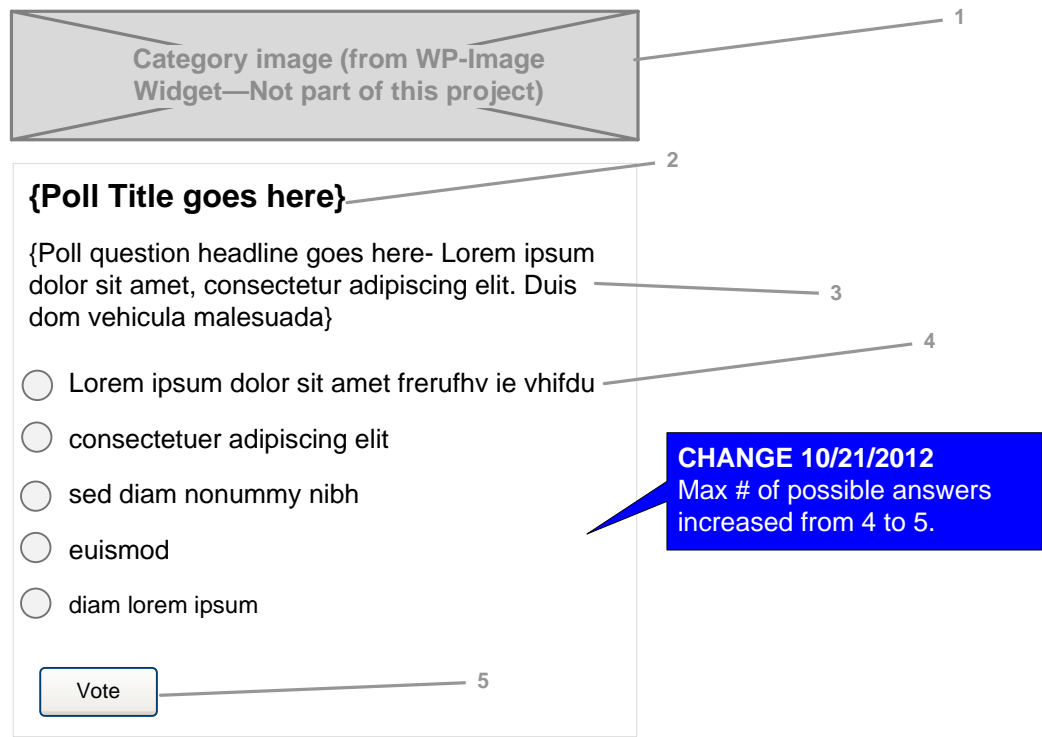 1
Category image (from WP-Image
Widget—Not part of this project)
2
{Poll Title goes here}
{Poll question headline goes here- Lorem ipsum
dolor sit amet, consectetur adipiscing elit. Duis
dom vehicula malesuada}
3
4
Lorem ipsum dolor sit amet frerufhv ie vhifdu
consectetuer adipiscing elit
CHANGE 10/21/2012
Max # of possible answers
increased from 4 to 5.
sed diam nonummy nibh
euismod
diam lorem ipsum
Vote
5